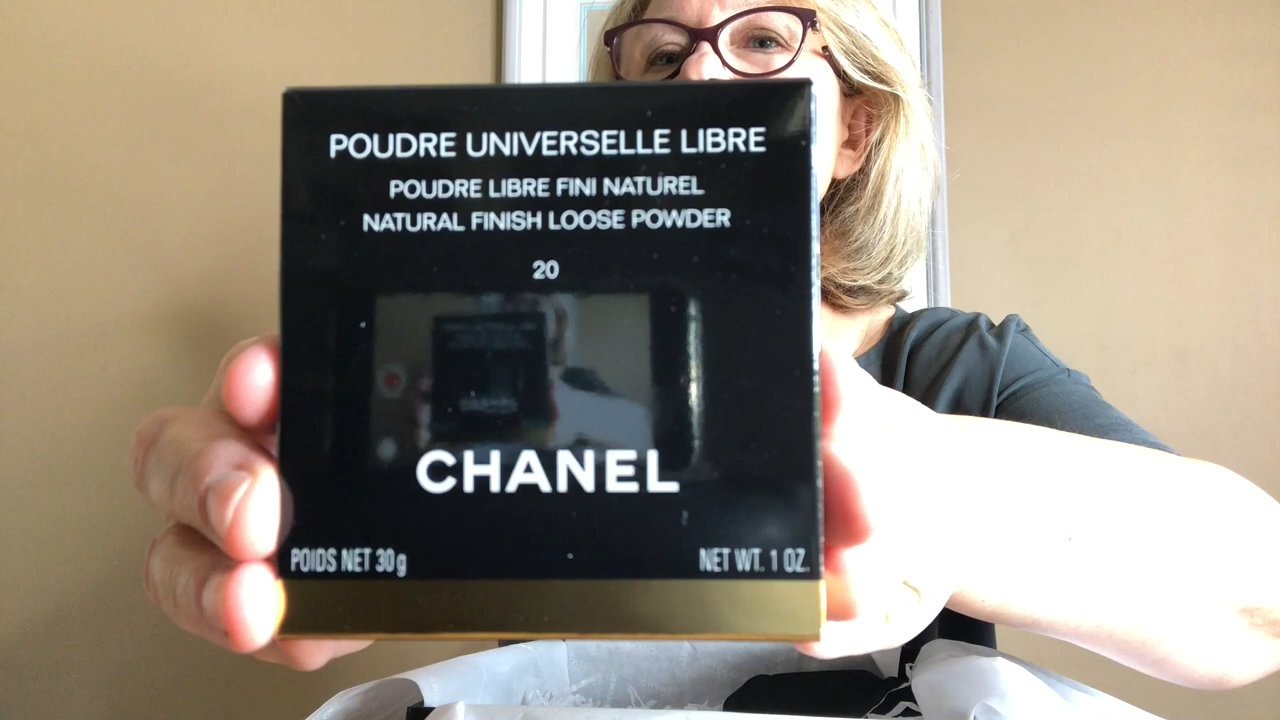 POUDRE UNIVERSELLE LIBRE
POUDRE LIBRE FINI NATUREL
NATURAL FINISH LOOSE POWDER
20
CHANEL
POIDS NET 30g NET WT. 1 OZ.